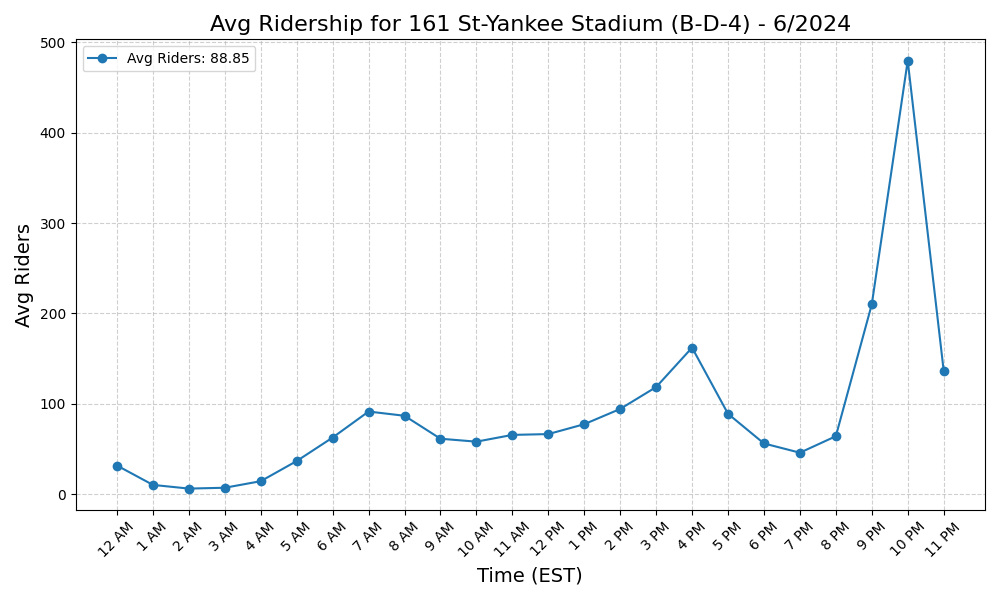 Avg Ridership for 161 St-Yankee Stadium (B-D-4) - 6/2024
Avg Riders: 88.85
Avg Riders
500
400
300
200
100
0
12 AM
1 AM
2 AM
3 AM
4 AM
5 AM
6 AM
7 AM
8 AM
9 AM
10 AM
11 AM
12 PM
1 PM
2 PM
3 PM
4 PM
5 PM
6 PM
7 PM
8 PM
9 PM
10 PM
11 PM
Time (EST)